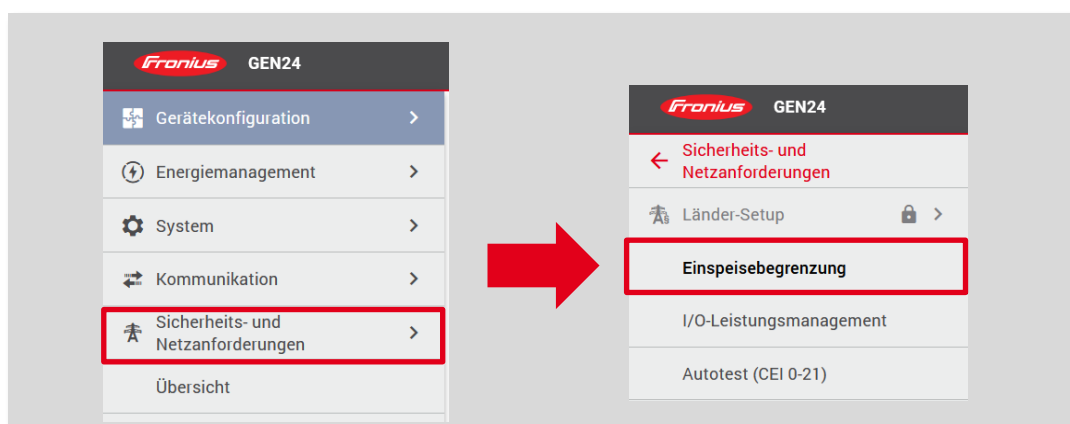 Fronius GEN24
Gerätekonfiguration
Energiemanagement
System
Kommunikation
Sicherheits- und
Netzanforderungen
Übersicht
Fronius GEN24
Sicherheits- und
Netzanforderungen
Länder-Setup
Einspeisebegrenzung
I/O-Leistungsmanagement
Autotest (CEI 0-21)